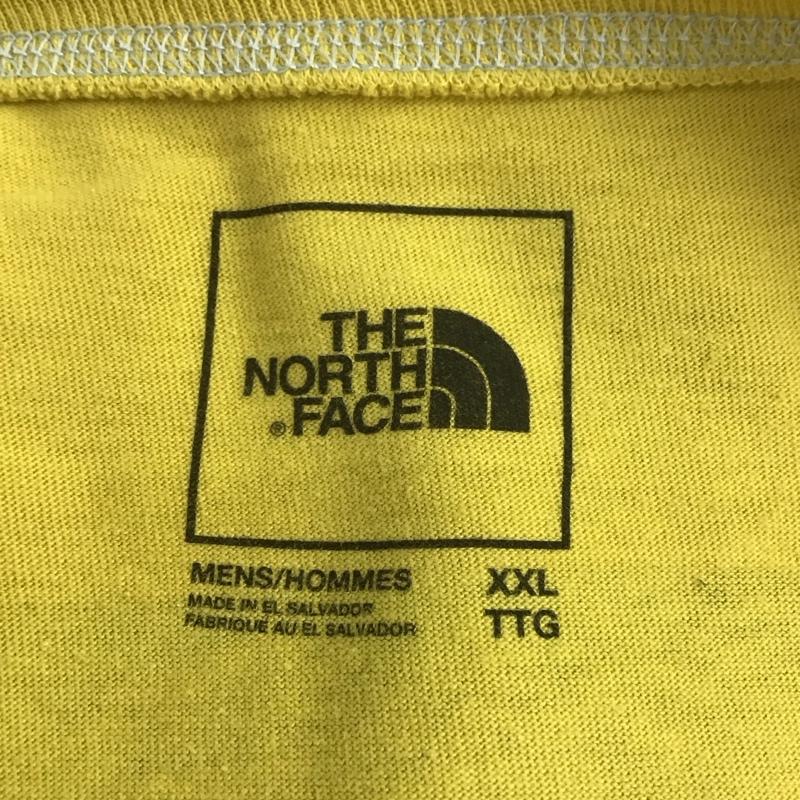 THE
NORTH
®FACE
MENS/HOMMES XXL
MADE IN EL SALVADOR TTG
FABRIQUE AU EL SALVADOR